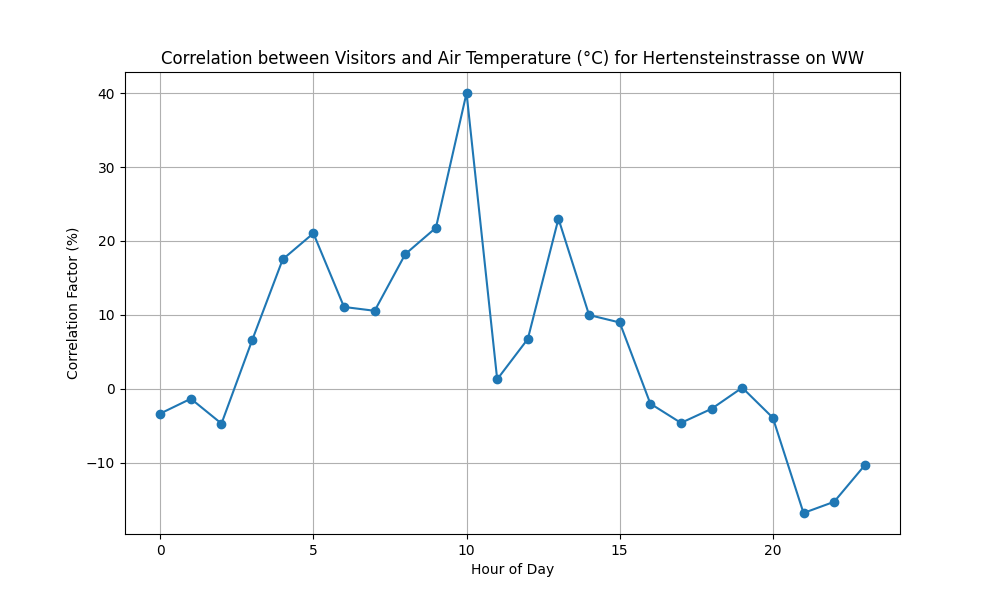 Correlation between Visitors and Air Temperature (°C) for Hertensteinstrasse on WW
40
30
20
10
0
−10
Correlation Factor (%)
0 5 10 15 20
Hour of Day